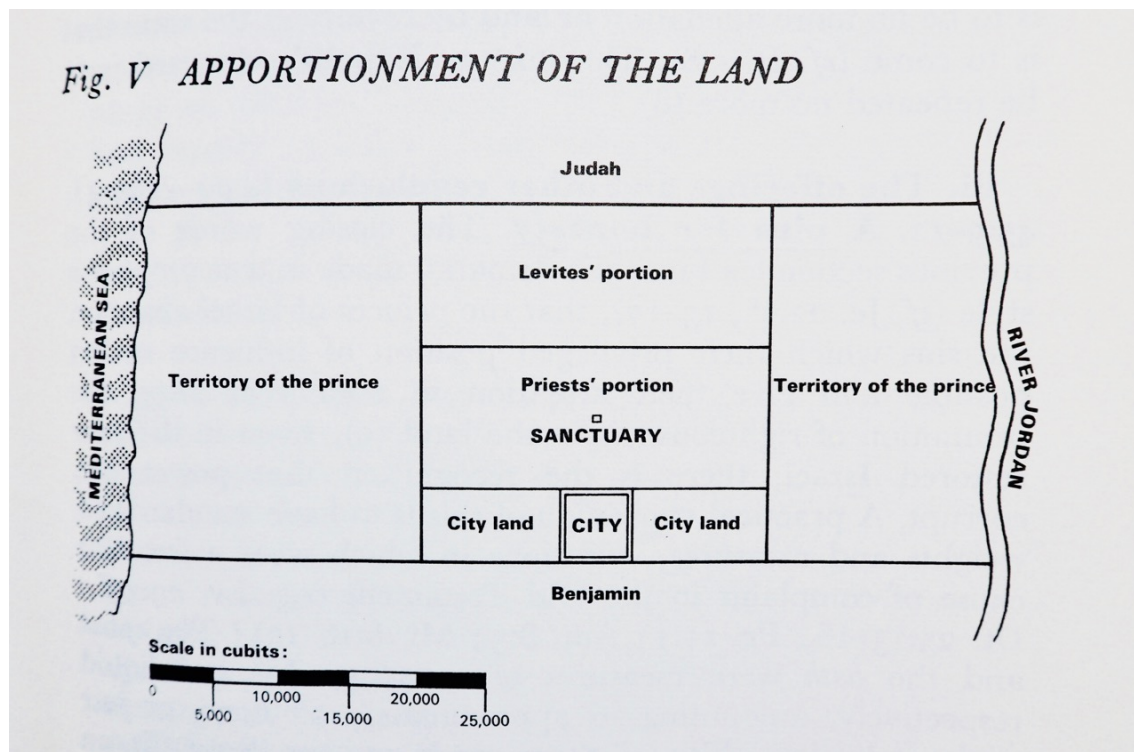 Fig. V APPORTIONMENT OF THE LAND
Judah
Levites' portion
MEDITERRANEAN SEA
Territory of the prince
Priests' portion
Territory of the prince
RIVER JORDAN
SANCTUARY
City land
CITY
City land
Benjamin
Scale in cubits:
0
5,000
10,000
15,000
20,000
25,000